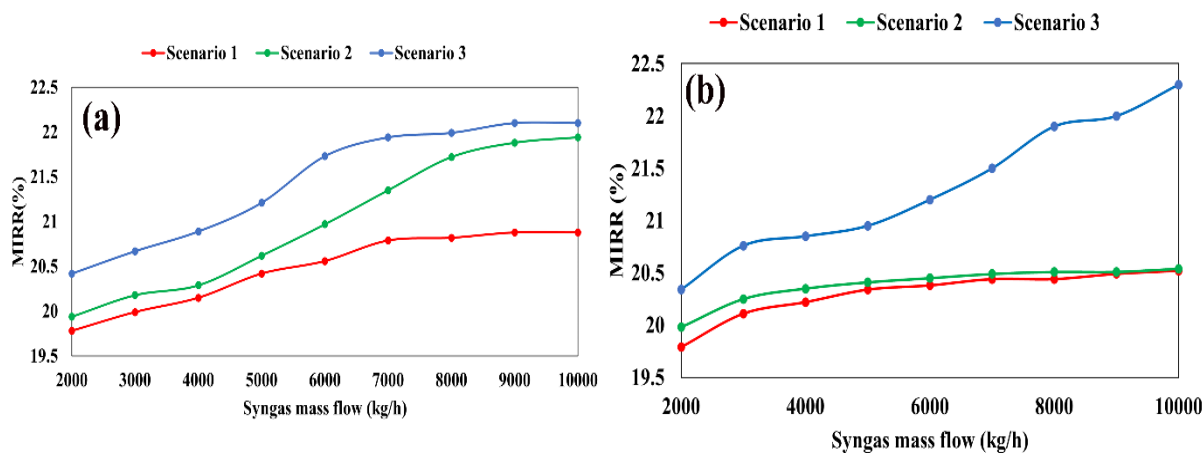 Scenario 1 Scenario 2 Scenario 3
(a)
22.5
22
21.5
21
20.5
20
19.5
MIRR(%)
2000 3000 4000 5000 6000 7000 8000 9000 10000
Syngas mass flow (kg/h)
Scenario 1 Scenario 2 Scenario 3
(b)
22.5
22
21.5
21
20.5
20
19.5
MIRR (%)
2000 4000 6000 8000 10000
Syngas mass flow (kg/h)